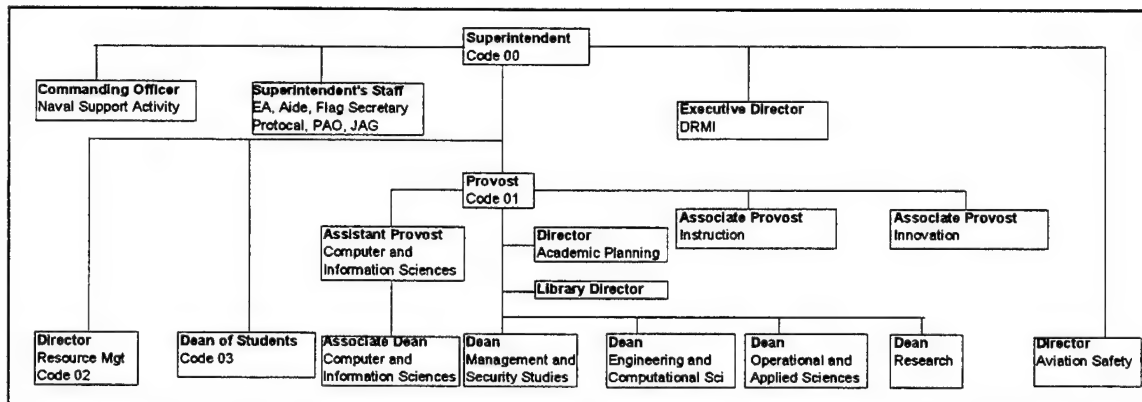 Superintendent
Code 00
Commanding Officer
Naval Support Activity
Superintendent's Staff
EA, Aide, Flag Secretary
Protocal, PAO, JAG
Executive Director
DRMI
Provost
Code 01
Assistant Provost
Computer and
Information Sciences
Director
Academic Planning
Associate Provost
Instruction
Associate Provost
Innovation
Library Director
Director
Resource Mgt
Code 02
Dean of Students
Code 03
Associate Dean
Computer and
Information Sciences
Dean
Management and
Security Studies
Dean
Engineering and
Computational Sci
Dean
Operational and
Applied Sciences
Dean
Research
Director
Aviation Safety